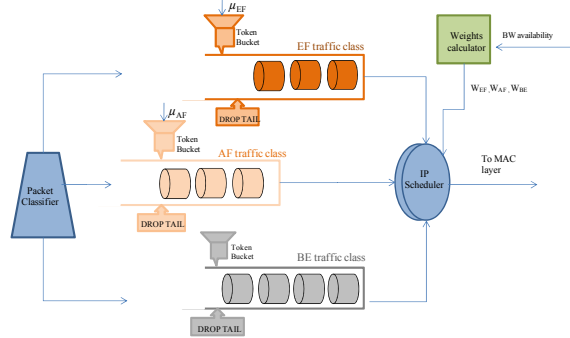 μEF
Token
Bucket
EF traffic class
DROP TAIL
Weights
calculator
BW availability
WEF, WAF, WBE
μAF
Token
Bucket
AF traffic class
DROP TAIL
Packet
Classifier
IP
Scheduler
To MAC
layer
Token
Bucket
BE traffic class
DROP TAIL